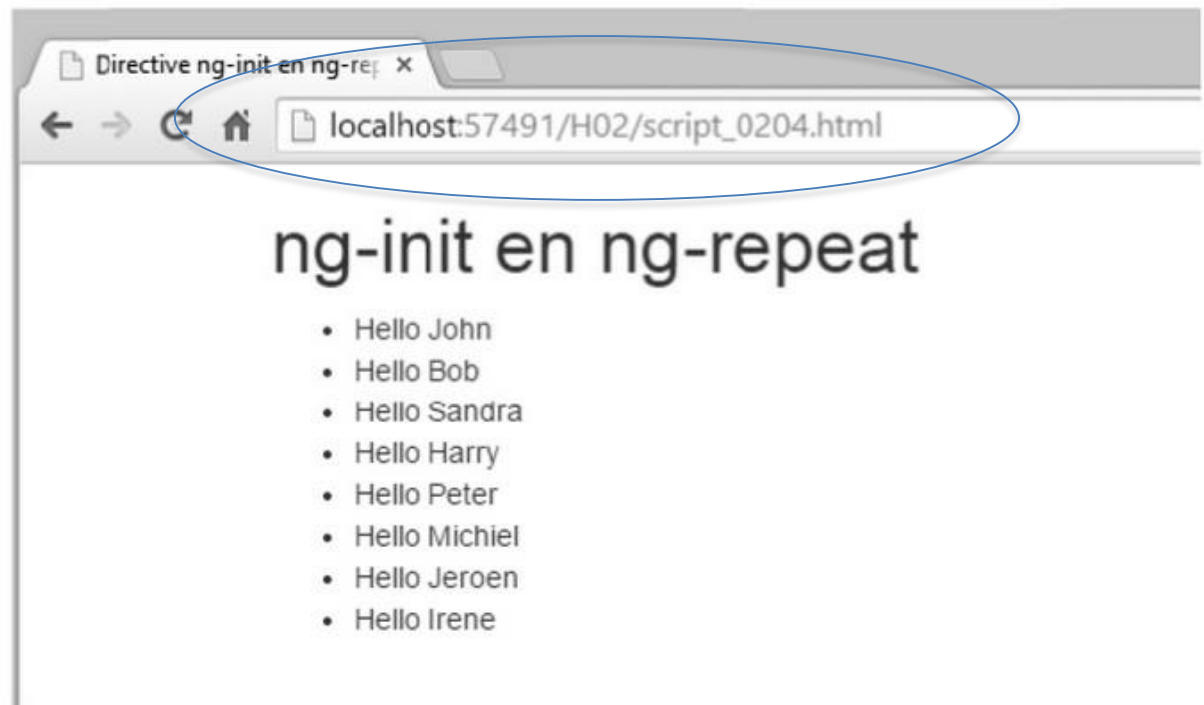 Directive ng-init en ng-rep
localhost:57491/H02/script_0204.html
ng-init en ng-repeat
• Hello John
• Hello Bob
• Hello Sandra
• Hello Harry
• Hello Peter
• Hello Michiel
• Hello Jeroen
• Hello Irene